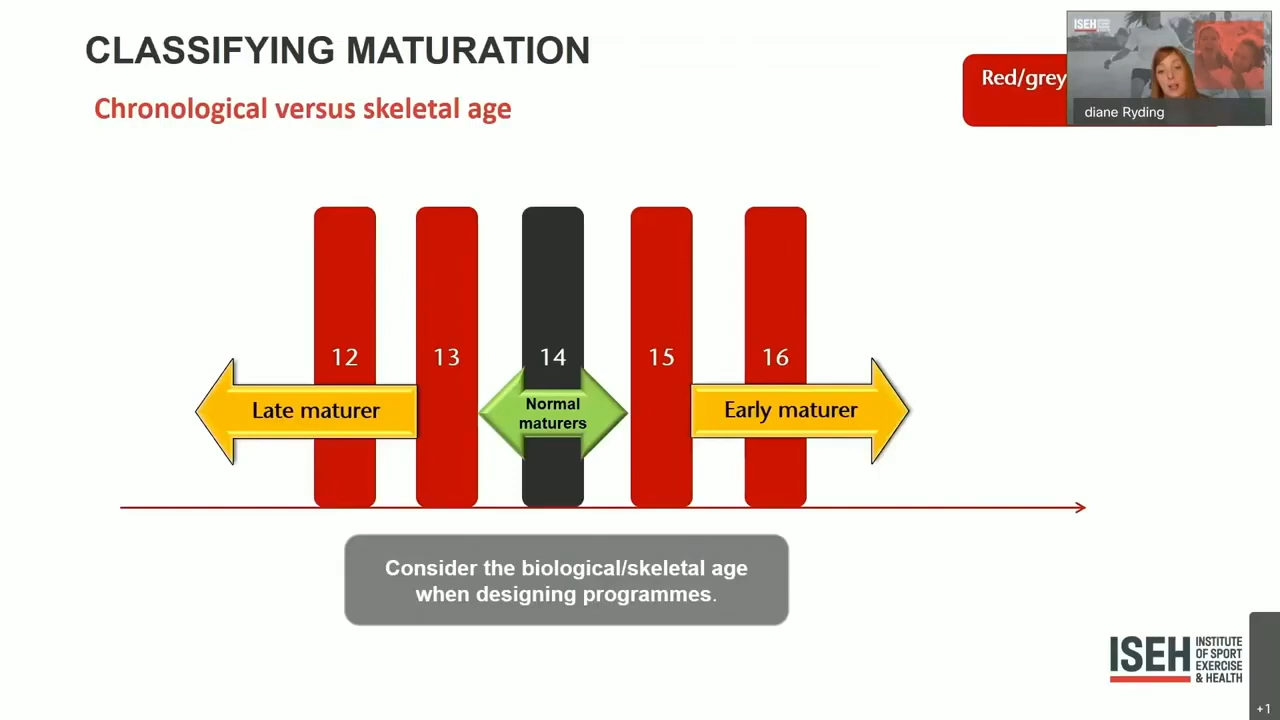 CLASSIFYING MATURATION
Chronological versus skeletal age
Red/grey
ISEH
diane Ryding
12
13
14
15
16
Late maturer
Normal
maturers
Early maturer
Consider the biological/skeletal age
when designing programmes.
ISEH
INSTITUTE
OF SPORT
EXERCISE
& HEALTH
+1